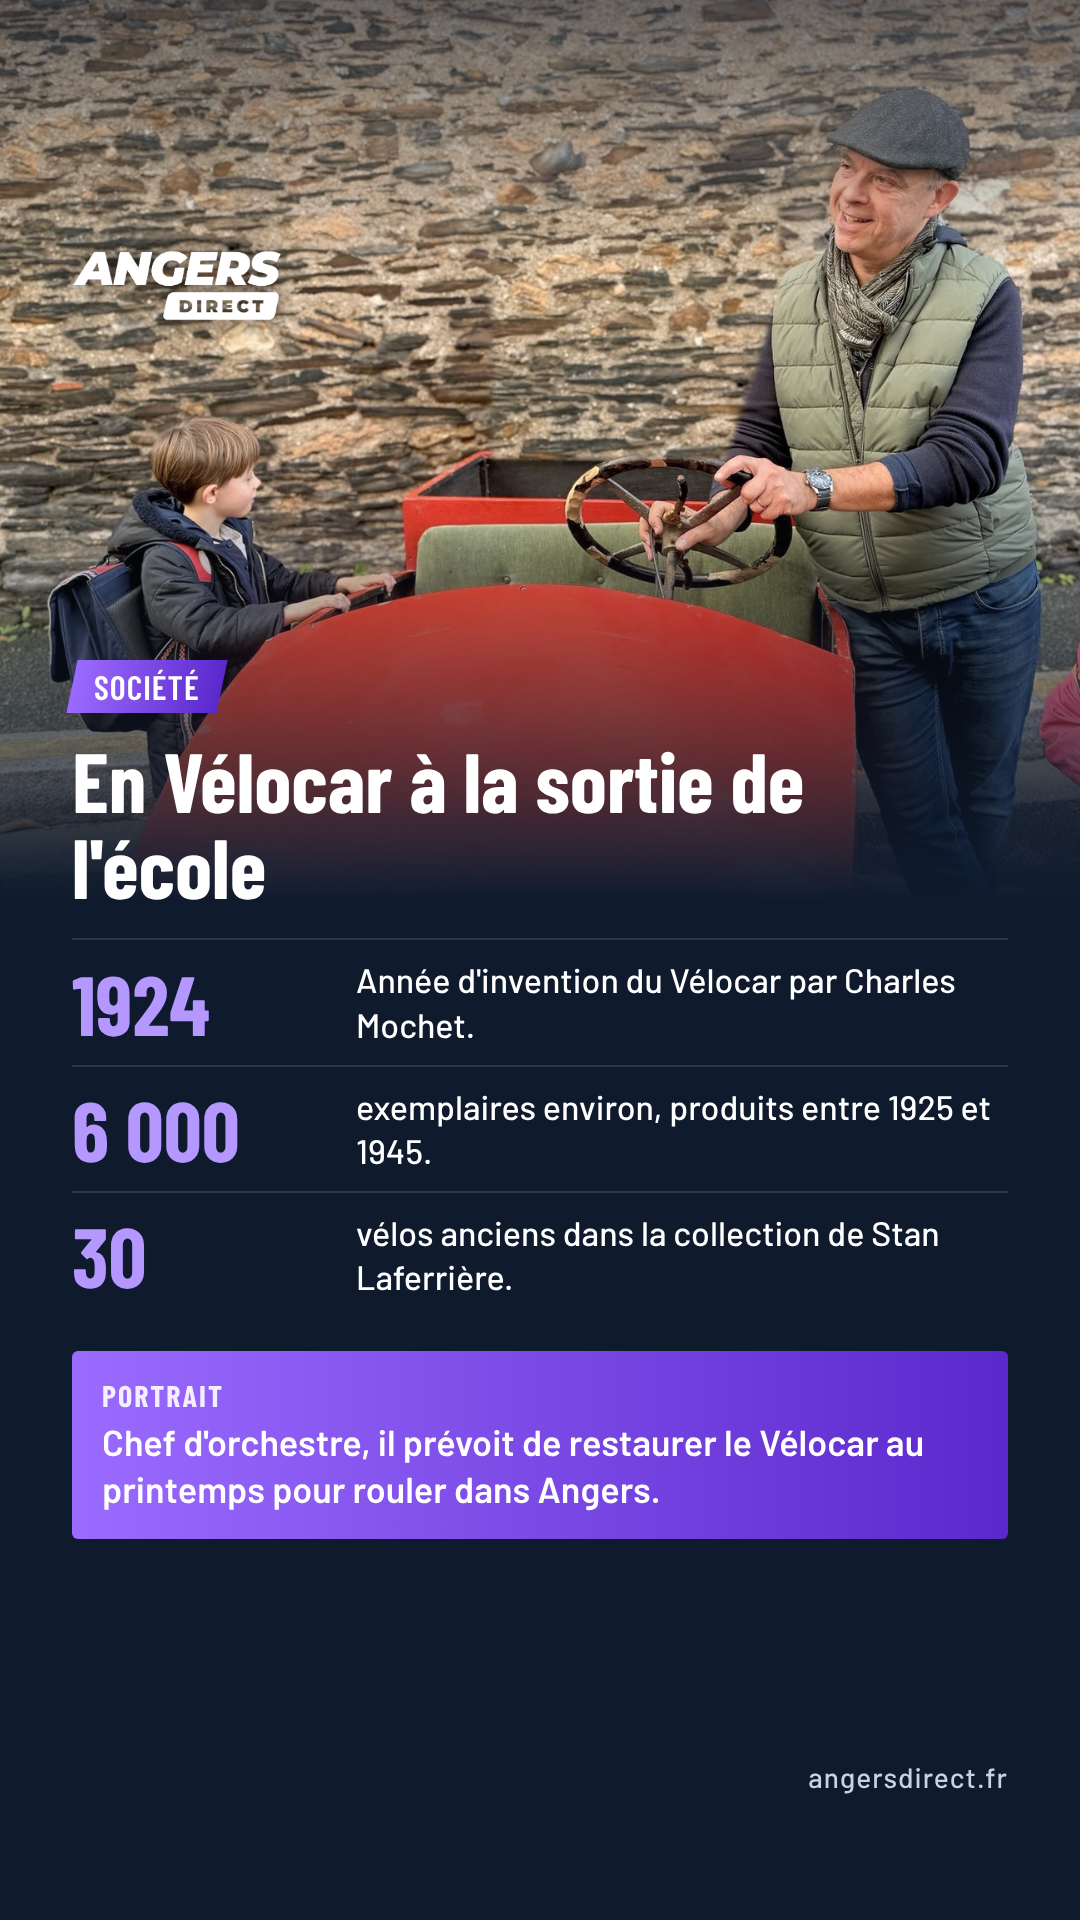 ANGERS
DIRECT
SOCIÉTÉ
En Vélocar à la sortie de
l'école
1924
Année d'invention du Vélocar par Charles
Mochet.
6 000
exemplaires environ, produits entre 1925 et
1945.
30
vélos anciens dans la collection de Stan
Laferrière.
PORTRAIT
Chef d'orchestre, il prévoit de restaurer le Vélocar au
printemps pour rouler dans Angers.
angersdirect.fr